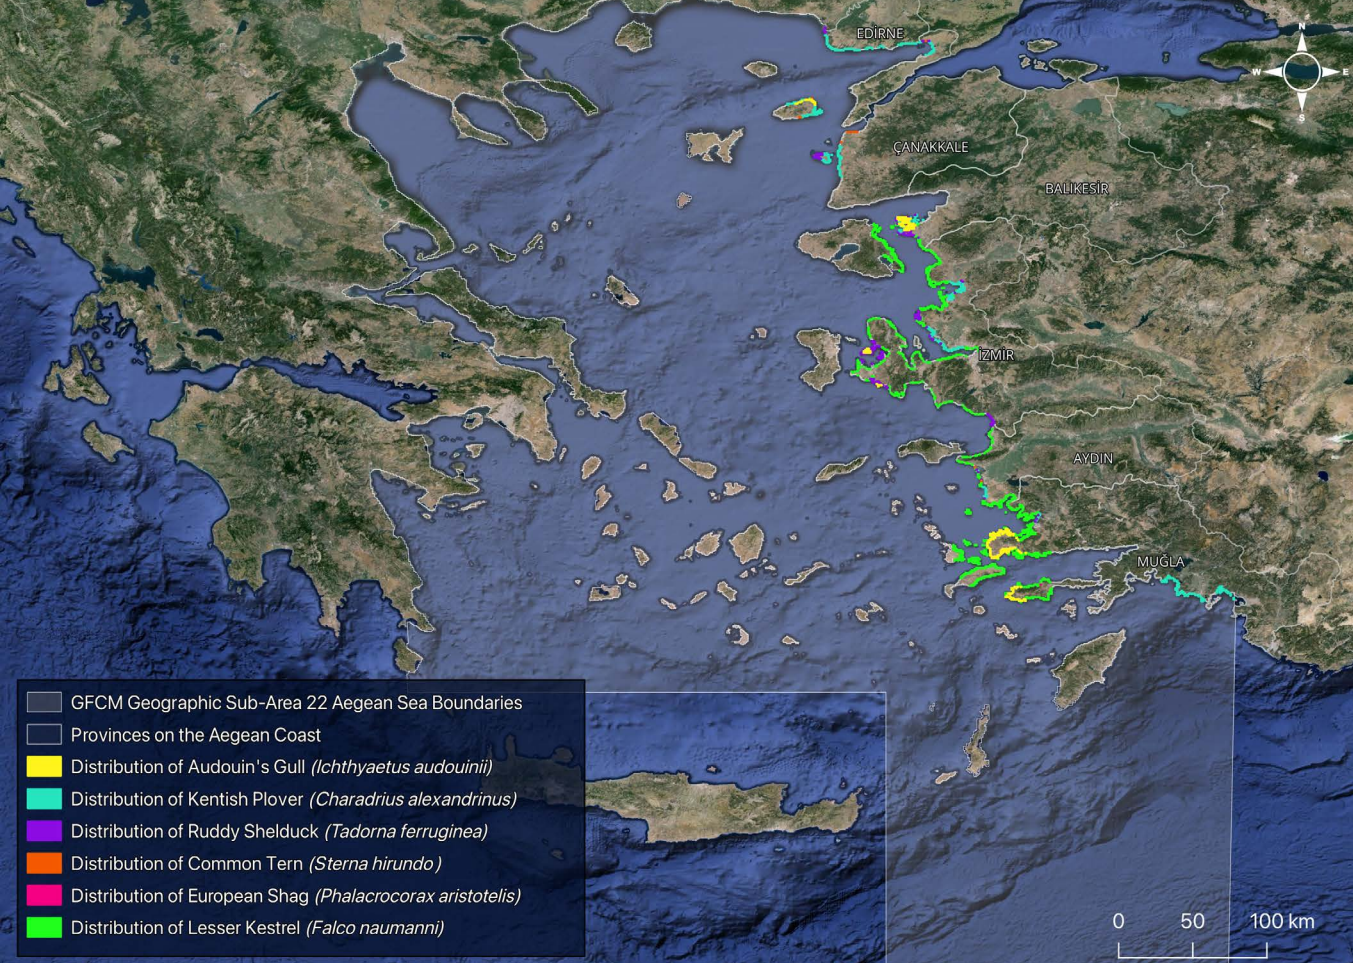 N
W E
S
EDİRNE
ÇANAKKALE
BALIKESİR
İZMİR
AYDIN
MUĞLA
GFCM Geographic Sub-Area 22 Aegean Sea Boundaries
Provinces on the Aegean Coast
Distribution of Audouin's Gull (Ichthyaetus audouinii)
Distribution of Kentish Plover (Charadrius alexandrinus)
Distribution of Ruddy Shelduck (Tadorna ferruginea)
Distribution of Common Tern (Sterna hirundo)
Distribution of European Shag (Phalacrocorax aristotelis)
Distribution of Lesser Kestrel (Falco naumanni)
0 50 100 km